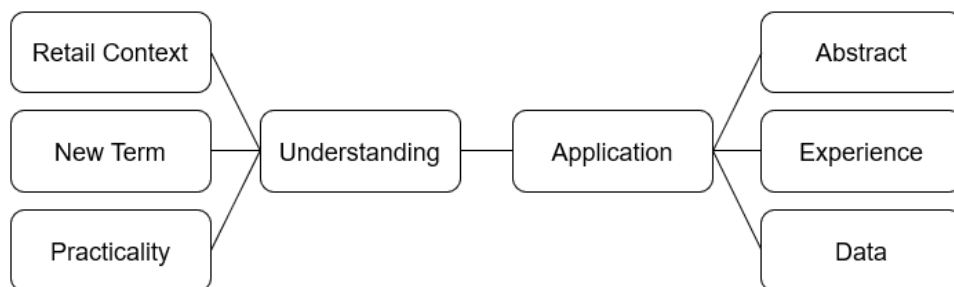 Retail Context
Abstract
New Term
Understanding
Application
Experience
Practicality
Data